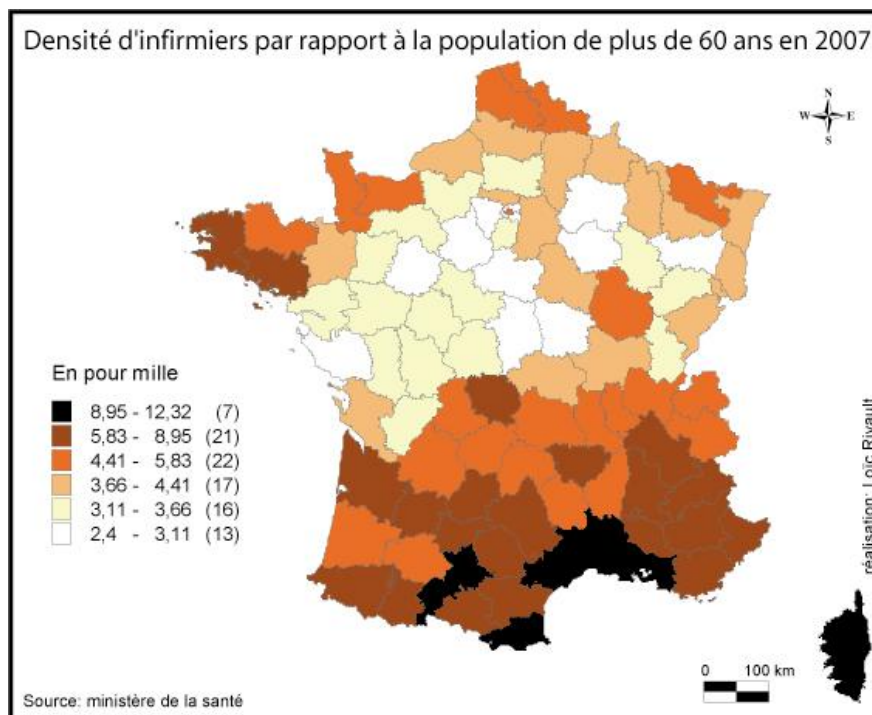 Densité d'infirmiers par rapport à la population de plus de 60 ans en 2007
N
W E
S
En pour mille
8,95 - 12,32 (7)
5,83 - 8,95 (21)
4,41 - 5,83 (22)
3,66 - 4,41 (17)
3,11 - 3,66 (16)
2,4 - 3,11 (13)
réalisation: Loïc Rivault
0 100 km
Source: ministère de la santé